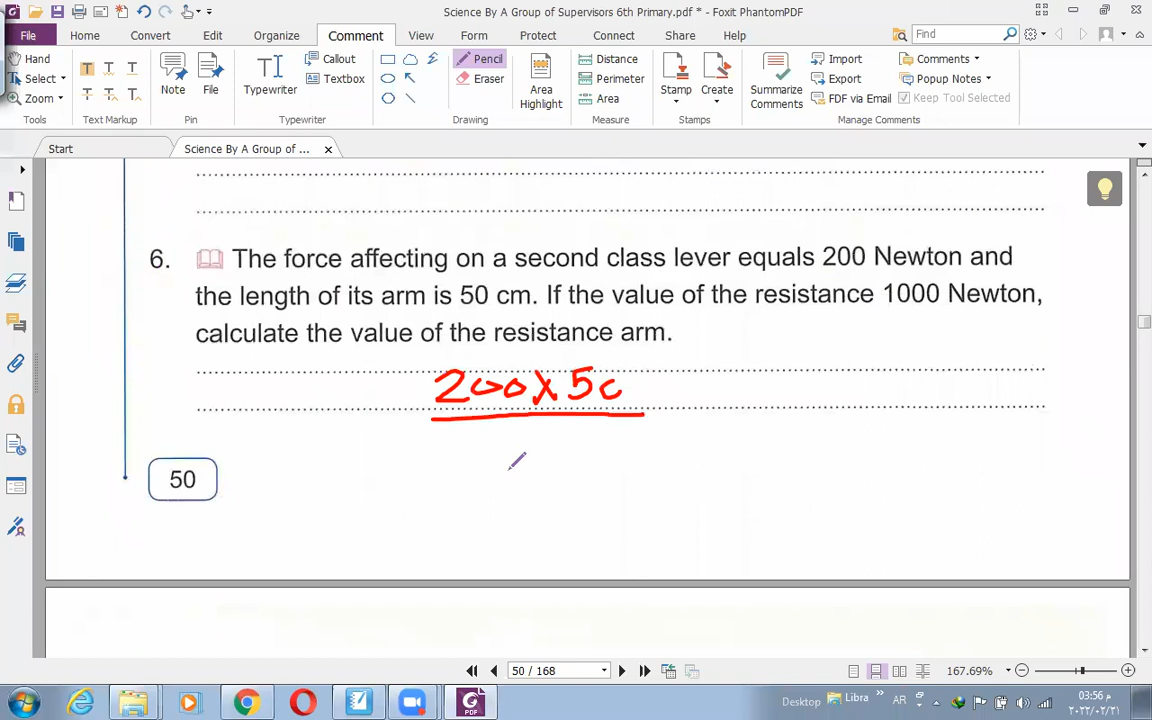 Science By A Group of Supervisors 6th Primary.pdf * - Foxit PhantomPDF
File Home Convert Edit Organize Comment View Form Protect Connect Share Help Find
Hand Select Zoom Tools
Text Markup
Note File Pin
Typewriter Callout Textbox Typewriter
Pencil Eraser Area Highlight Drawing
Distance Perimeter Area Measure
Stamp Create Stamps
Summarize Comments Import Export FDF via Email Comments Popup Notes Keep Tool Selected Manage Comments
Start Science By A Group of ...
6. The force affecting on a second class lever equals 200 Newton and
the length of its arm is 50 cm. If the value of the resistance 1000 Newton,
calculate the value of the resistance arm.
200 x 50
50
50 / 168 167.69%
Desktop Libra AR م 03:56
٢٠٢٢/٠٢/٢١